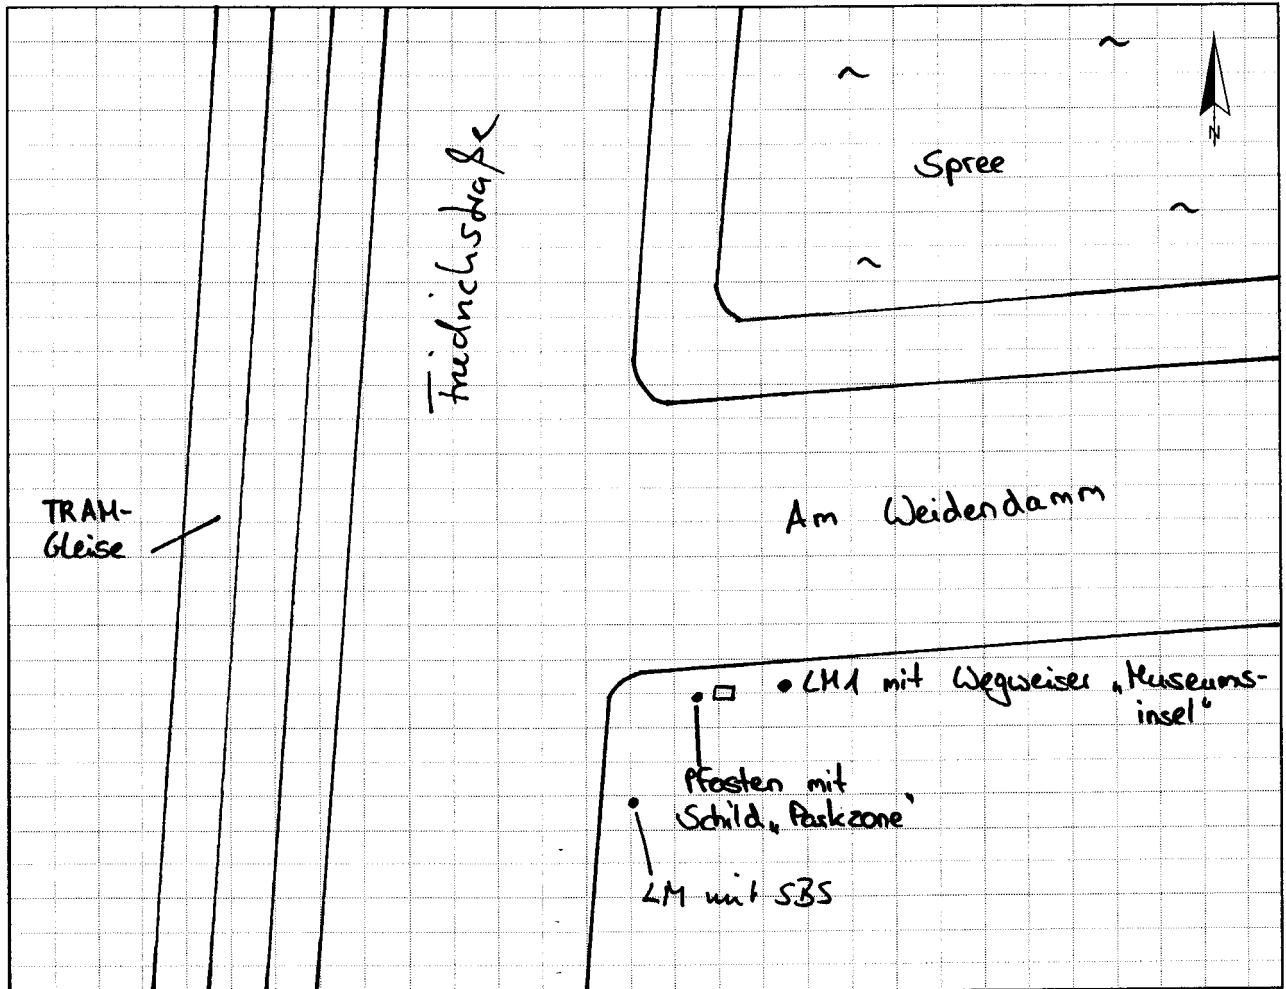 N
Spree
Friedrichstraße
Am Weidendamm
TRAM-
Gleise
LM1 mit Wegweiser „Museums-
insel“
Pfosten mit
Schild „Parkzone“
LM mit SBS